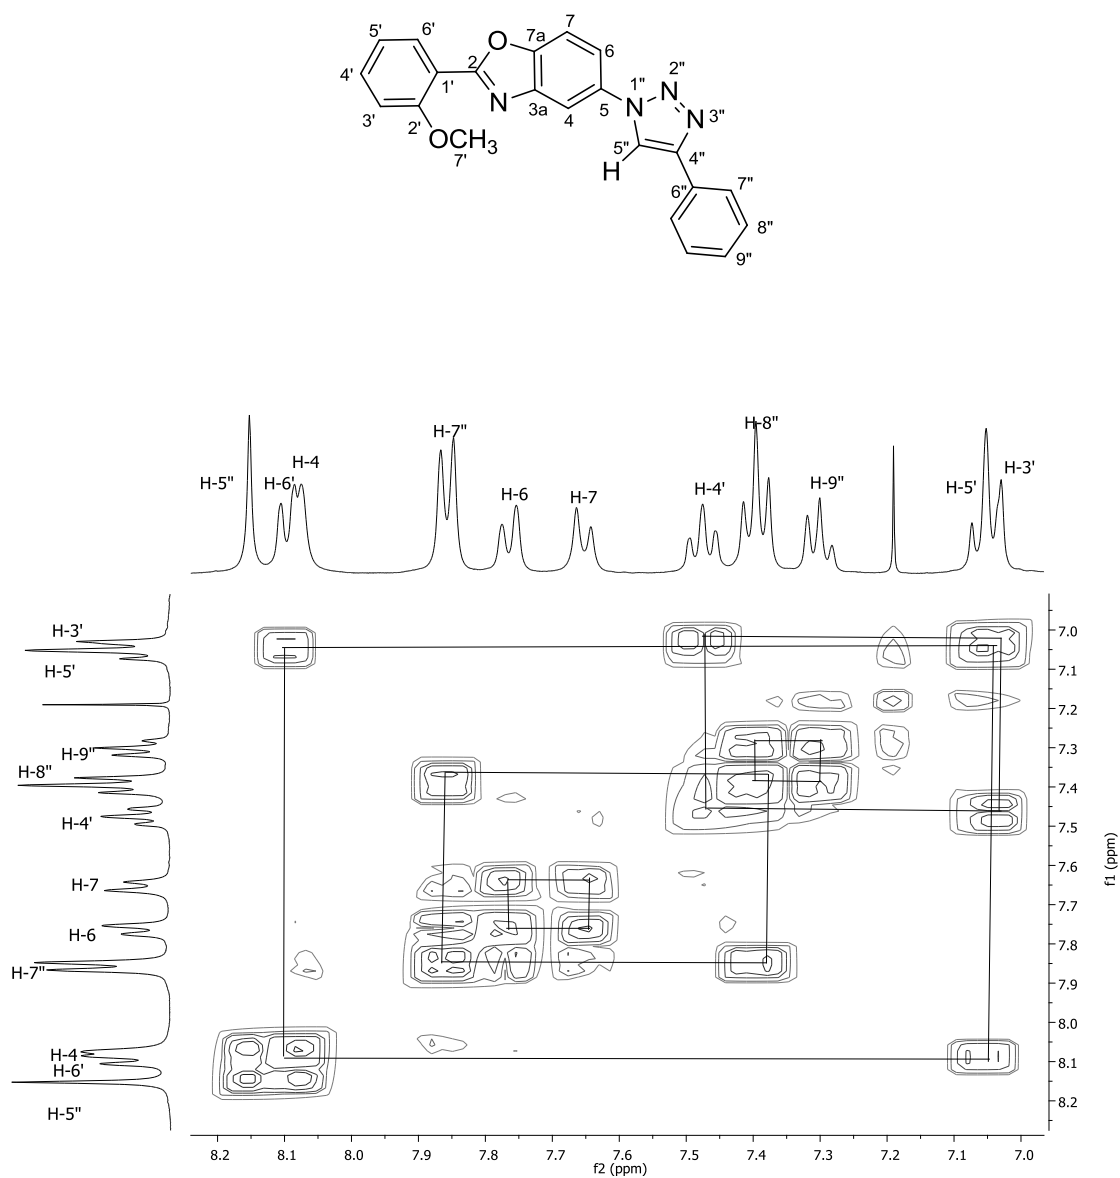 5'
6'
O
7a
7
4'
2
6
1'
N
3a
4
5
1"
N
2"
N
3'
2'
OCH3
7'
N
3"
5"
H
4"
6"
7"
8"
9"
H-5"
H-6'
H-4
H-7"
H-6
H-7
H-4'
H-8"
H-9"
H-5'
H-3'
H-3'
H-5'
H-9"
H-8"
H-4'
H-7
H-6
H-7"
H-4
H-6'
H-5"
7.0
7.1
7.2
7.3
7.4
7.5
7.6
7.7
7.8
7.9
8.0
8.1
8.2
f1 (ppm)
8.2 8.1 8.0 7.9 7.8 7.7 7.6 7.5 7.4 7.3 7.2 7.1 7.0
f2 (ppm)